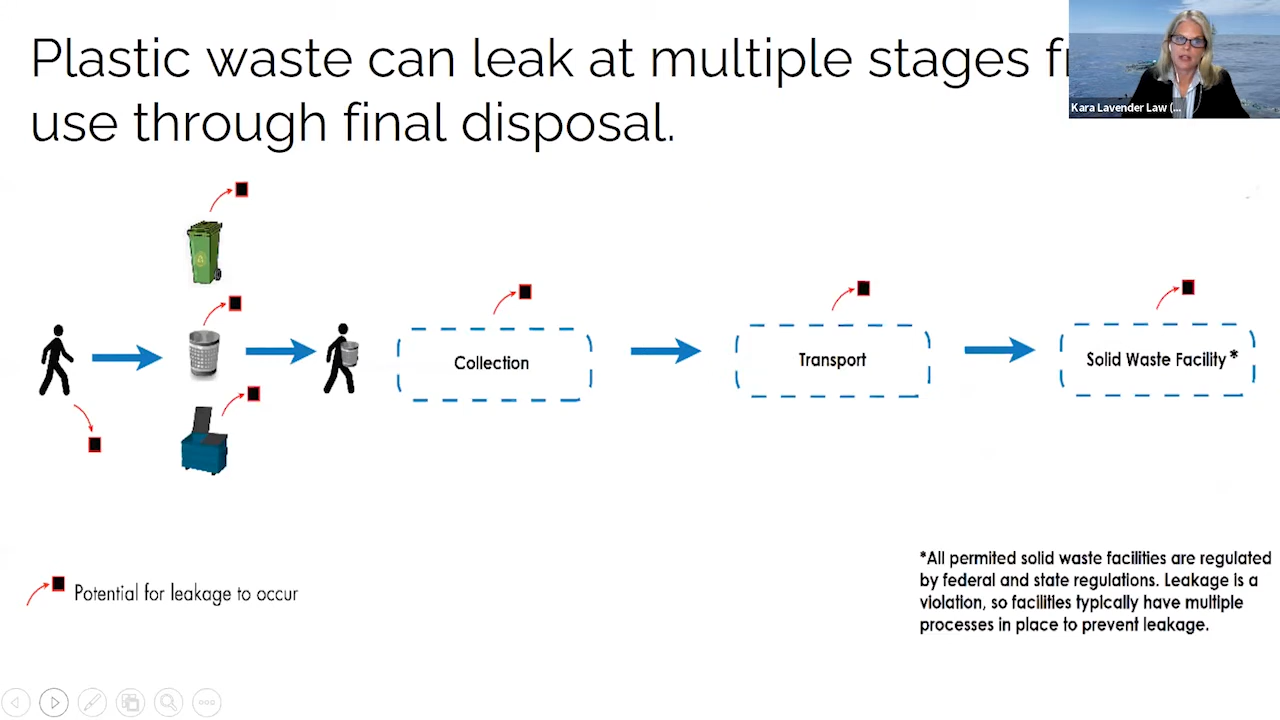 Plastic waste can leak at multiple stages
use through final disposal.
Kara Lavender Law (...
Collection
Transport
Solid Waste Facility*
Potential for leakage to occur
*All permited solid waste facilities are regulated
by federal and state regulations. Leakage is a
violation, so facilities typically have multiple
processes in place to prevent leakage.